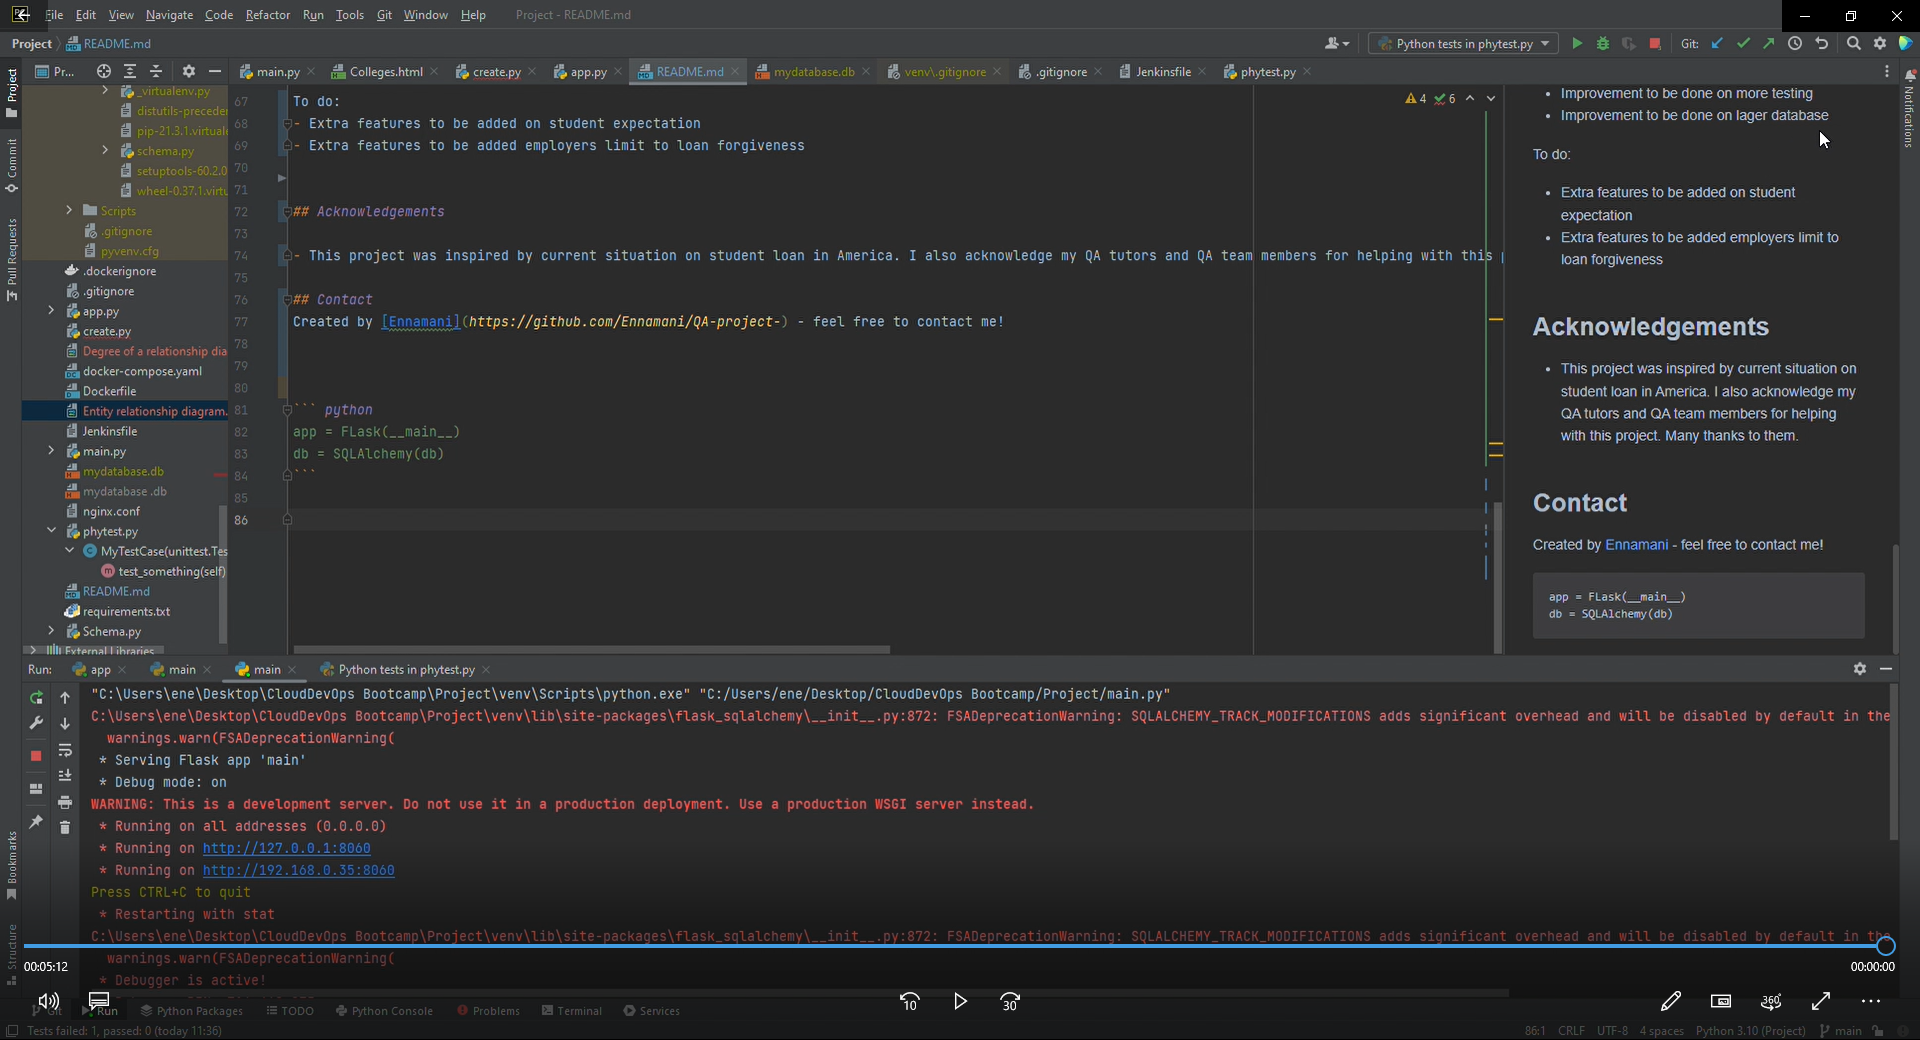 File Edit View Navigate Code Refactor Run Tools Git Window Help Project - README.md
Project README.md Python tests in phytest.py Git:
Pr... main.py Colleges.html create.py app.py README.md mydatabase.db venv\.gitignore .gitignore Jenkinsfile phytest.py
Project
Commit
Pull Requests
Bookmarks
Structure
Notifications
_virtualenv.py
distutils-preceder
pip-21.3.1.virtual
schema.py
setuptools-60.2.0
wheel-0.37.1.virtu
Scripts
.gitignore
pyvenv.cfg
.dockerignore
.gitignore
app.py
create.py
Degree of a relationship dia
docker-compose.yaml
Dockerfile
Entity relationship diagram.
Jenkinsfile
main.py
mydatabase.db
mydatabase .db
nginx.conf
phytest.py
MyTestCase(unittest.Tes
test_something(self)
README.md
requirements.txt
Schema.py
External Libraries
4 6
67 To do:
68 - Extra features to be added on student expectation
69 - Extra features to be added employers limit to loan forgiveness
70
71
72 ## Acknowledgements
73
74 - This project was inspired by current situation on student loan in America. I also acknowledge my QA tutors and QA team members for helping with this
75
76 ## Contact
77 Created by [Ennamani](https://github.com/Ennamani/QA-project-) - feel free to contact me!
78
79
80
81 ``` python
82 app = FLask(__main__)
83 db = SQLAlchemy(db)
84 ```
85
86
Improvement to be done on more testing
Improvement to be done on lager database
To do:
Extra features to be added on student
expectation
Extra features to be added employers limit to
loan forgiveness
Acknowledgements
This project was inspired by current situation on
student loan in America. I also acknowledge my
QA tutors and QA team members for helping
with this project. Many thanks to them.
Contact
Created by Ennamani - feel free to contact me!
app = FLask(__main__)
db = SQLAlchemy(db)
Run: app main main Python tests in phytest.py
"C:\Users\ene\Desktop\CloudDevOps Bootcamp\Project\venv\Scripts\python.exe" "C:/Users/ene/Desktop/CloudDevOps Bootcamp/Project/main.py"
C:\Users\ene\Desktop\CloudDevOps Bootcamp\Project\venv\lib\site-packages\flask_sqlalchemy\__init__.py:872: FSADeprecationWarning: SQLALCHEMY_TRACK_MODIFICATIONS adds significant overhead and will be disabled by default in the
warnings.warn(FSADeprecationWarning(
* Serving Flask app 'main'
* Debug mode: on
WARNING: This is a development server. Do not use it in a production deployment. Use a production WSGI server instead.
* Running on all addresses (0.0.0.0)
* Running on http://127.0.0.1:8060
* Running on http://192.168.0.35:8060
Press CTRL+C to quit
* Restarting with stat
C:\Users\ene\Desktop\CloudDevOps Bootcamp\Project\venv\lib\site-packages\flask_sqlalchemy\__init__.py:872: FSADeprecationWarning: SQLALCHEMY_TRACK_MODIFICATIONS adds significant overhead and will be disabled by default in the
warnings.warn(FSADeprecationWarning(
* Debugger is active!
00:05:12 00:00:00
10 30 360
Git Run Python Packages TODO Python Console Problems Terminal Services
Tests failed: 1, passed: 0 (today 11:36) 86:1 CRLF UTF-8 4 spaces Python 3.10 (Project) main